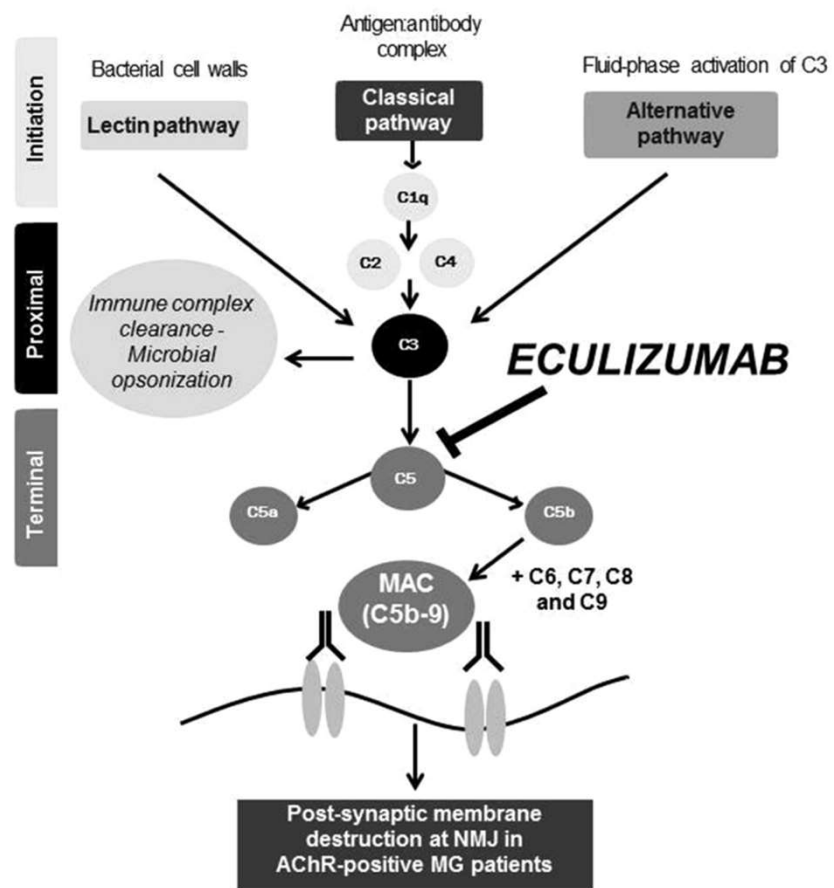 Antigen:antibody
complex
Bacterial cell walls
Fluid-phase activation of C3
Initiation
Lectin pathway
Classical
pathway
Alternative
pathway
C1q
C2
C4
Proximal
Immune complex
clearance -
Microbial
opsonization
C3
ECULIZUMAB
Terminal
C5
C5a
C5b
MAC
(C5b-9)
+ C6, C7, C8
and C9
Post-synaptic membrane
destruction at NMJ in
AChR-positive MG patients